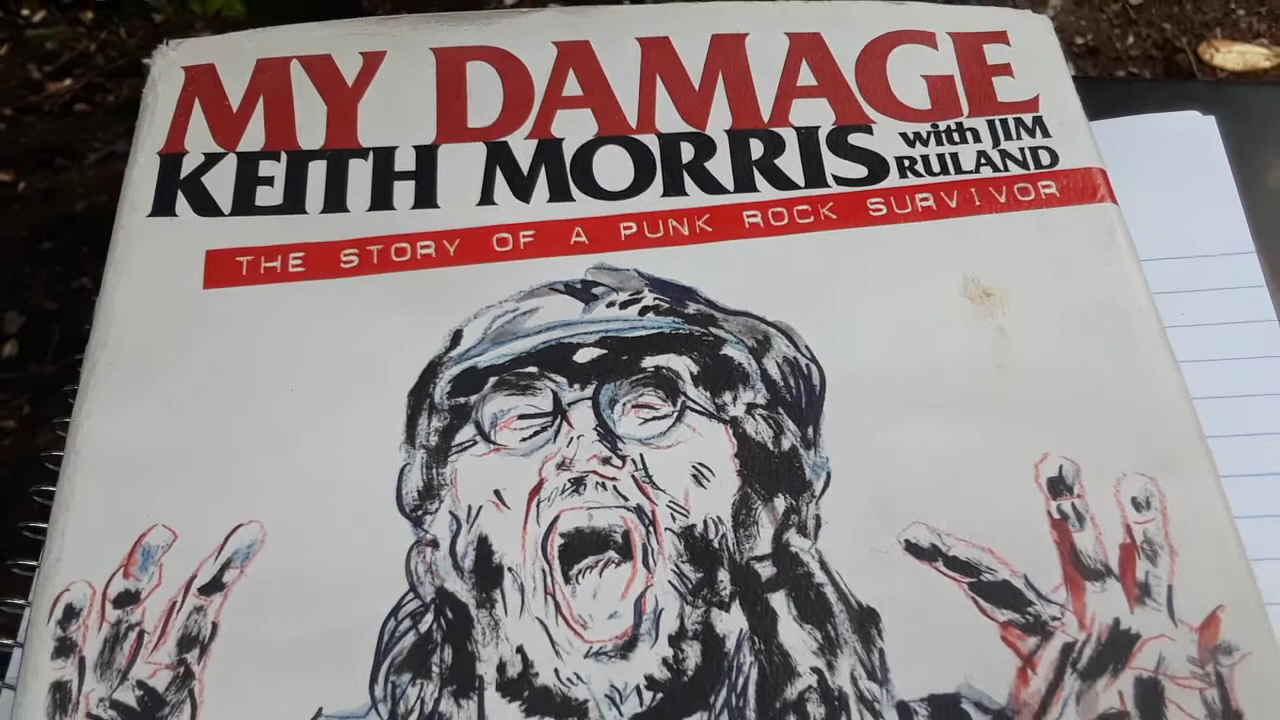 MY DAMAGE
KEITH MORRIS with JIM RULAND
THE STORY OF A PUNK ROCK SURVIVOR